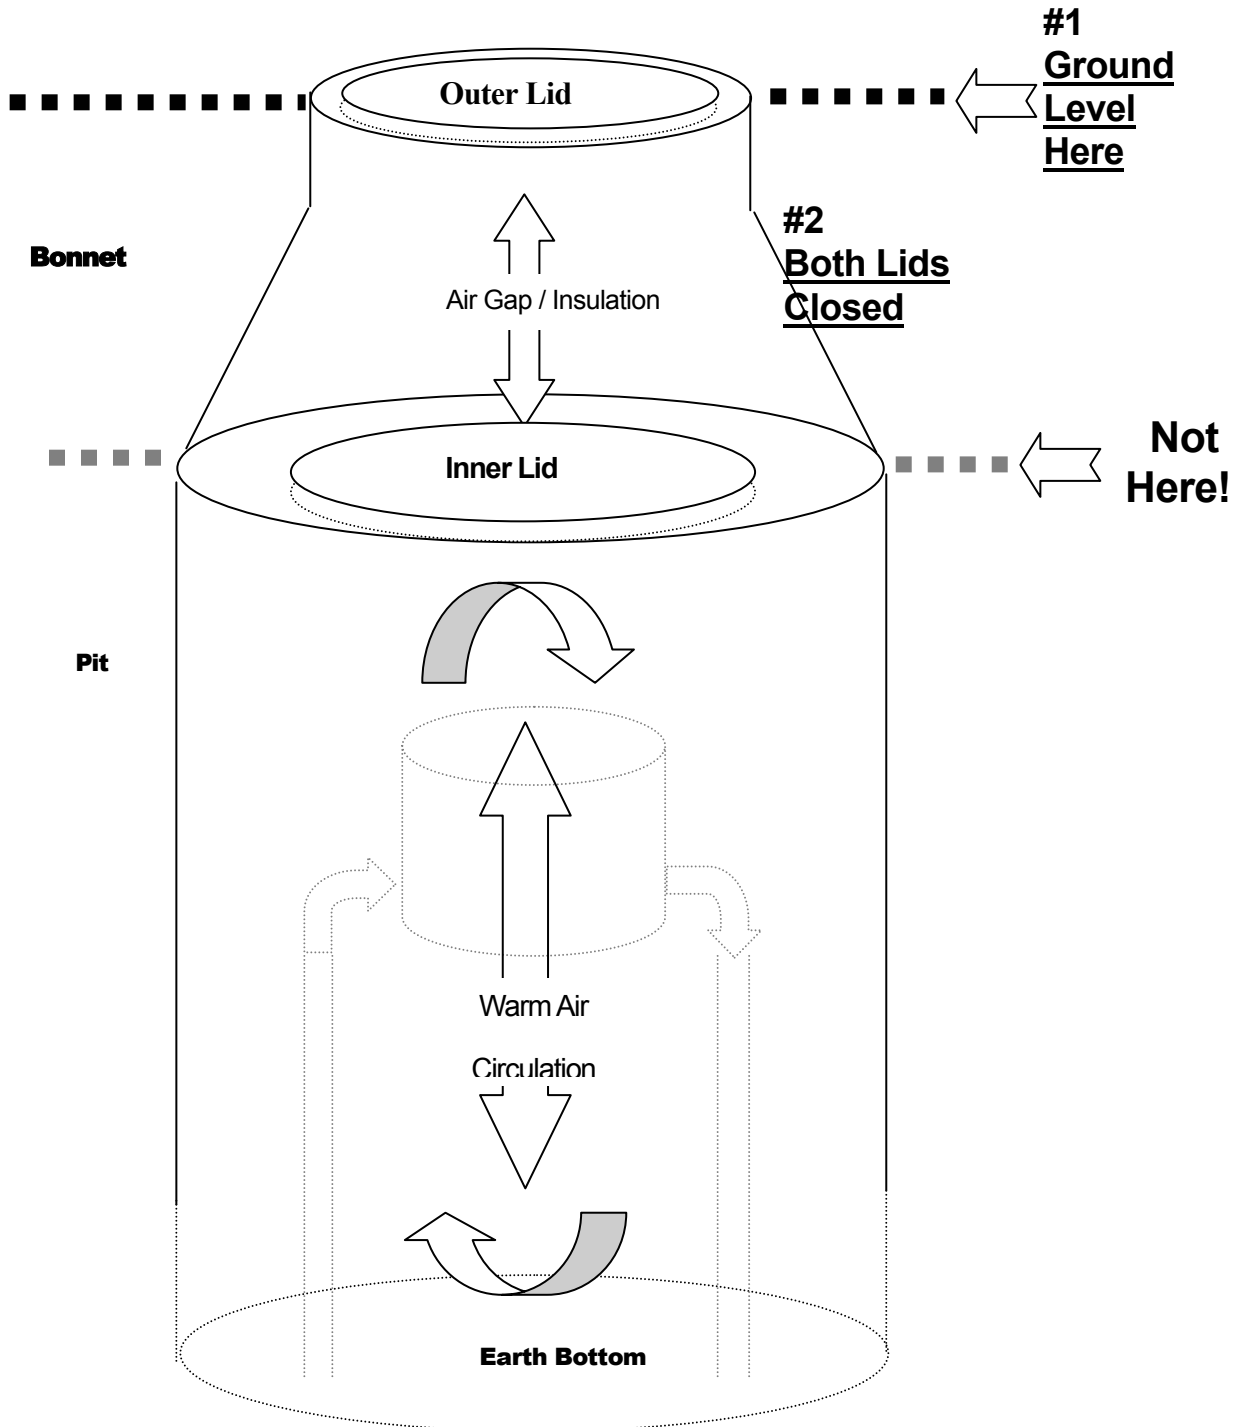 #1
Ground
Level
Here
Outer Lid
#2
Both Lids
Closed
Bonnet
Air Gap / Insulation
Not
Here!
Inner Lid
Pit
Warm Air
Circulation
Earth Bottom